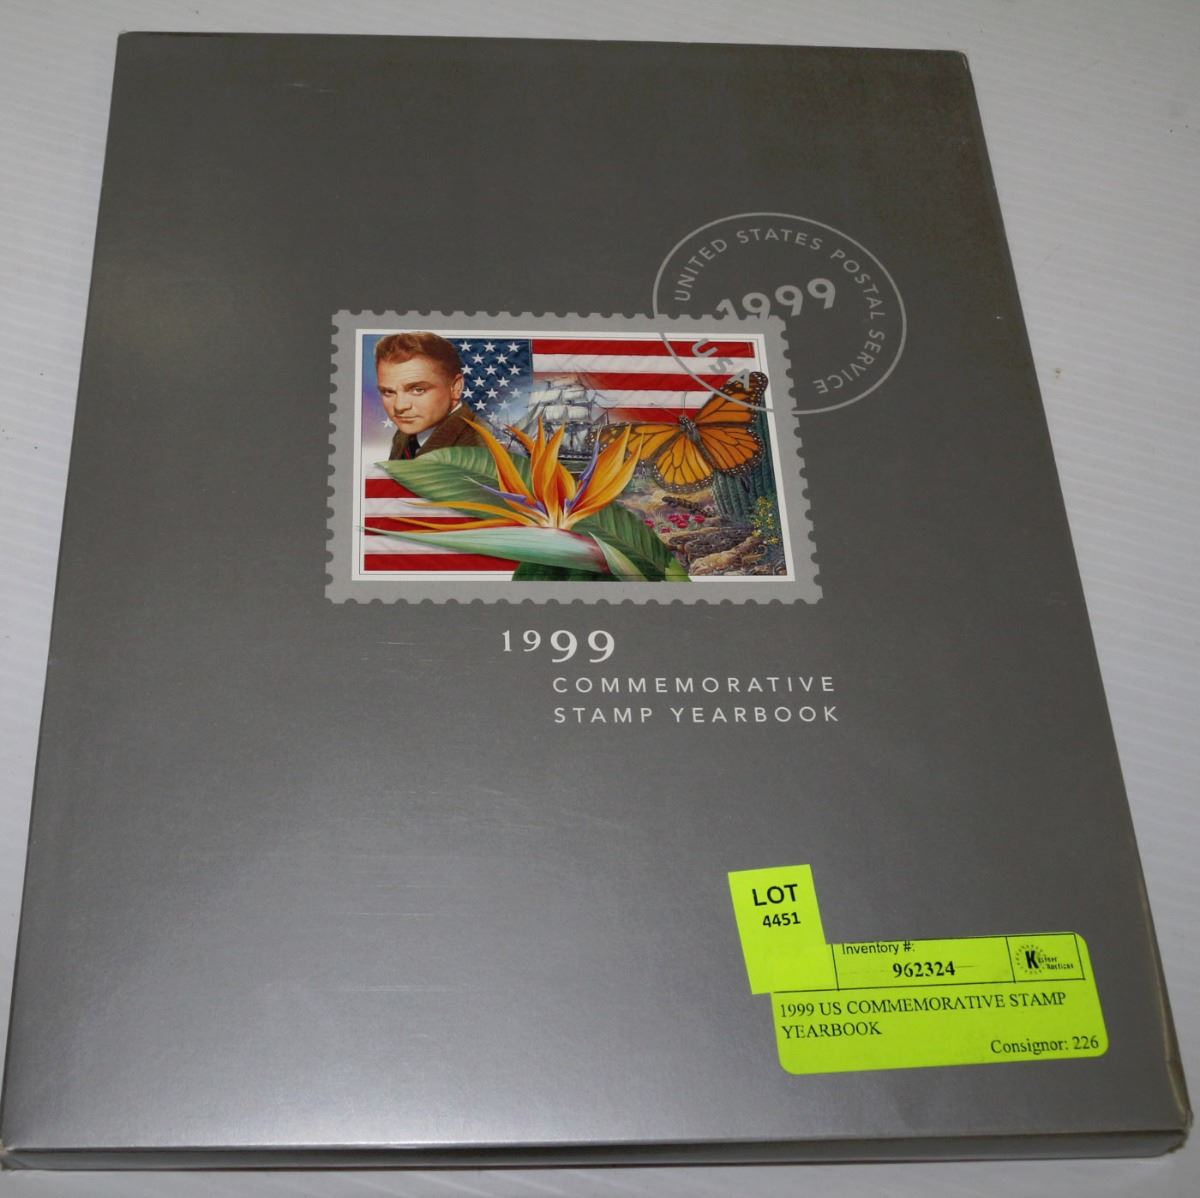 UNITED STATES POSTAL SERVICE
1999
USA
1999
COMMEMORATIVE
STAMP YEARBOOK
LOT
4451
Inventory #:
962324
1999 US COMMEMORATIVE STAMP
YEARBOOK
Consignor: 226